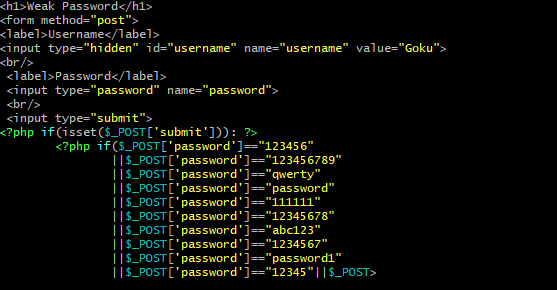 <h1>Weak Password</h1>
<form method="post">
<label>Username</label>
<input type="hidden" id="username" name="username" value="Goku">
<br/>
<label>Password</label>
<input type="password" name="password">
<br/>
<input type="submit">
<?php if(isset($_POST['submit'])): ?>
<?php if($_POST['password']=="123456"
||$_POST['password']=="123456789"
||$_POST['password']=="qwerty"
||$_POST['password']=="password"
||$_POST['password']=="111111"
||$_POST['password']=="12345678"
||$_POST['password']=="abc123"
||$_POST['password']=="1234567"
||$_POST['password']=="password1"
||$_POST['password']=="12345"||$_POST>